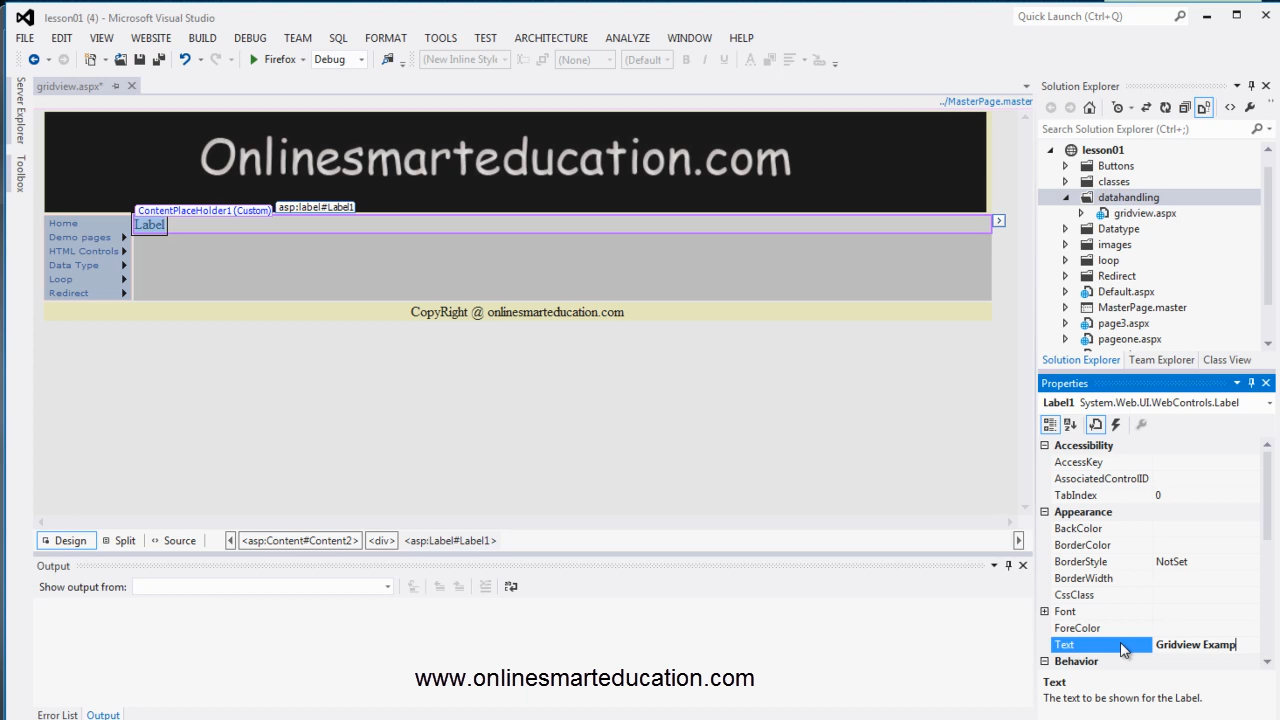 lesson01 (4) - Microsoft Visual Studio
Quick Launch (Ctrl+Q)
FILE EDIT VIEW WEBSITE BUILD DEBUG TEAM SQL FORMAT TOOLS TEST ARCHITECTURE ANALYZE WINDOW HELP
Firefox Debug (New Inline Style (None) (Default B I U A
gridview.aspx*
../MasterPage.master
Server Explorer
Toolbox
Onlinesmarteducation.com
ContentPlaceHolder1 (Custom) asp:label#Label1
Home
Label
Demo pages
HTML Controls
Data Type
Loop
Redirect
CopyRight @ onlinesmarteducation.com
Design Split Source <asp:Content#Content2> <div> <asp:Label#Label1>
Output
Show output from:
www.onlinesmarteducation.com
Error List Output
Solution Explorer
Search Solution Explorer (Ctrl+;)
lesson01
Buttons
classes
datahandling
gridview.aspx
Datatype
images
loop
Redirect
Default.aspx
MasterPage.master
page3.aspx
pageone.aspx
Solution Explorer Team Explorer Class View
Properties
Label1 System.Web.UI.WebControls.Label
Accessibility
AccessKey
AssociatedControlID
TabIndex 0
Appearance
BackColor
BorderColor
BorderStyle NotSet
BorderWidth
CssClass
Font
ForeColor
Text Gridview Examp
Behavior
Text
The text to be shown for the Label.